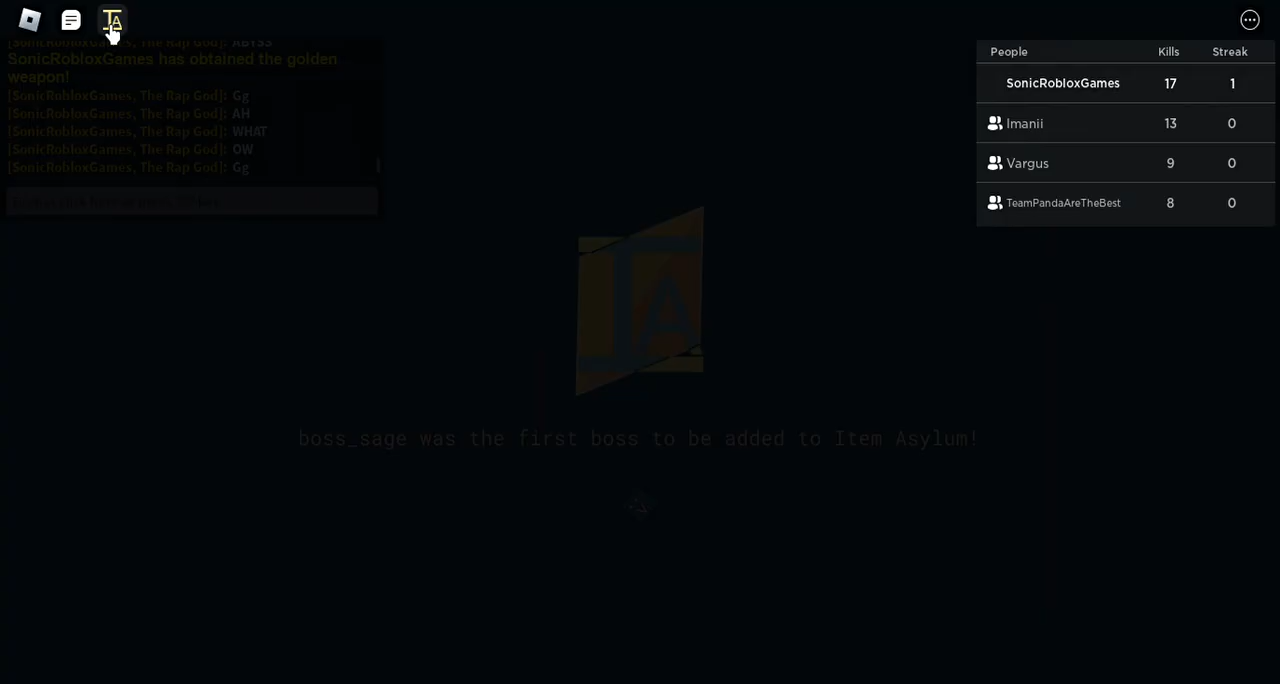 TA
[SonicRobloxGames, The Rap God]: ABYSS
SonicRobloxGames has obtained the golden
weapon!
[SonicRobloxGames, The Rap God]: Gg
[SonicRobloxGames, The Rap God]: AH
[SonicRobloxGames, The Rap God]: WHAT
[SonicRobloxGames, The Rap God]: OW
[SonicRobloxGames, The Rap God]: Gg
People Kills Streak
SonicRobloxGames 17 1
Imanii 13 0
Vargus 9 0
TeamPandaAreTheBest 8 0
IA
boss_sage was the first boss to be added to Item Asylum!